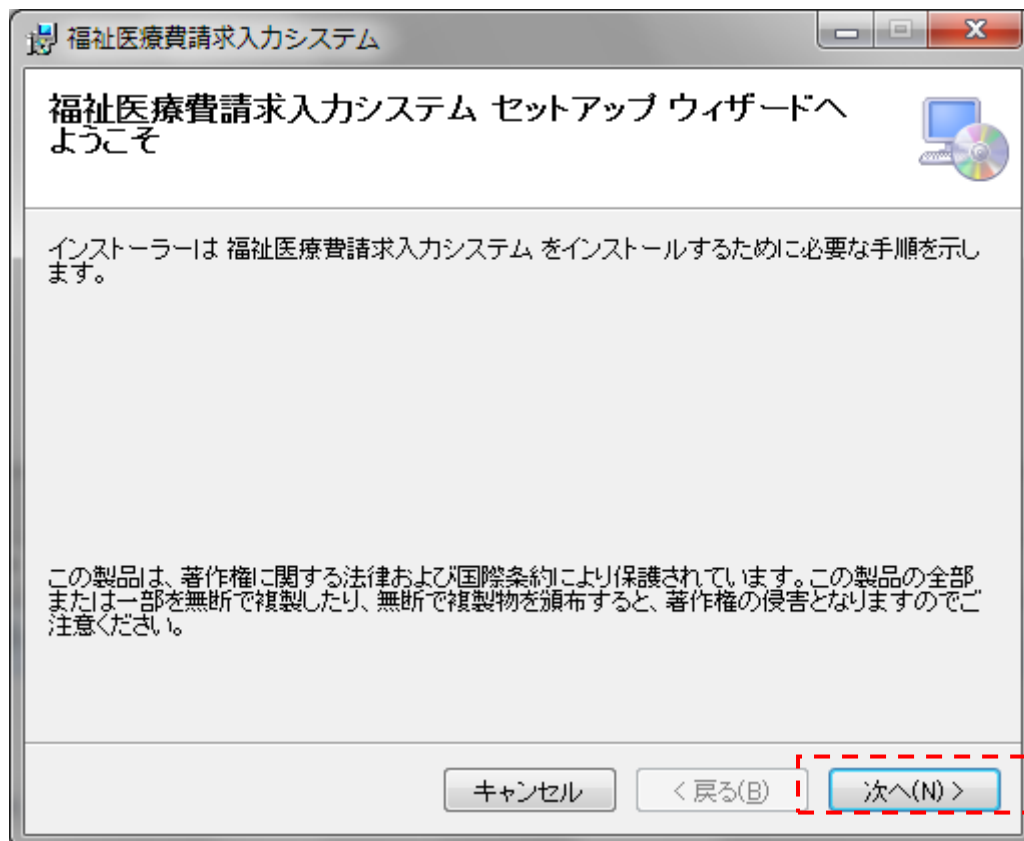 福祉医療費請求入力システム
福祉医療費請求入力システム セットアップ ウィザードへ
ようこそ
インストーラーは 福祉医療費請求入力システム をインストールするために必要な手順を示し
ます。
この製品は、著作権に関する法律および国際条約により保護されています。この製品の全部
または一部を無断で複製したり、無断で複製物を頒布すると、著作権の侵害となりますのでご
注意ください。
キャンセル
< 戻る(B)
次へ(N) >